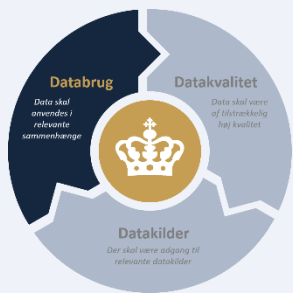 Databrug
Data skal
anvendes i
relevante
sammenhænge
Datakvalitet
Data skal være
af tilstrækkelig
høj kvalitet
Datakilder
Der skal være adgang til
relevante datakilder